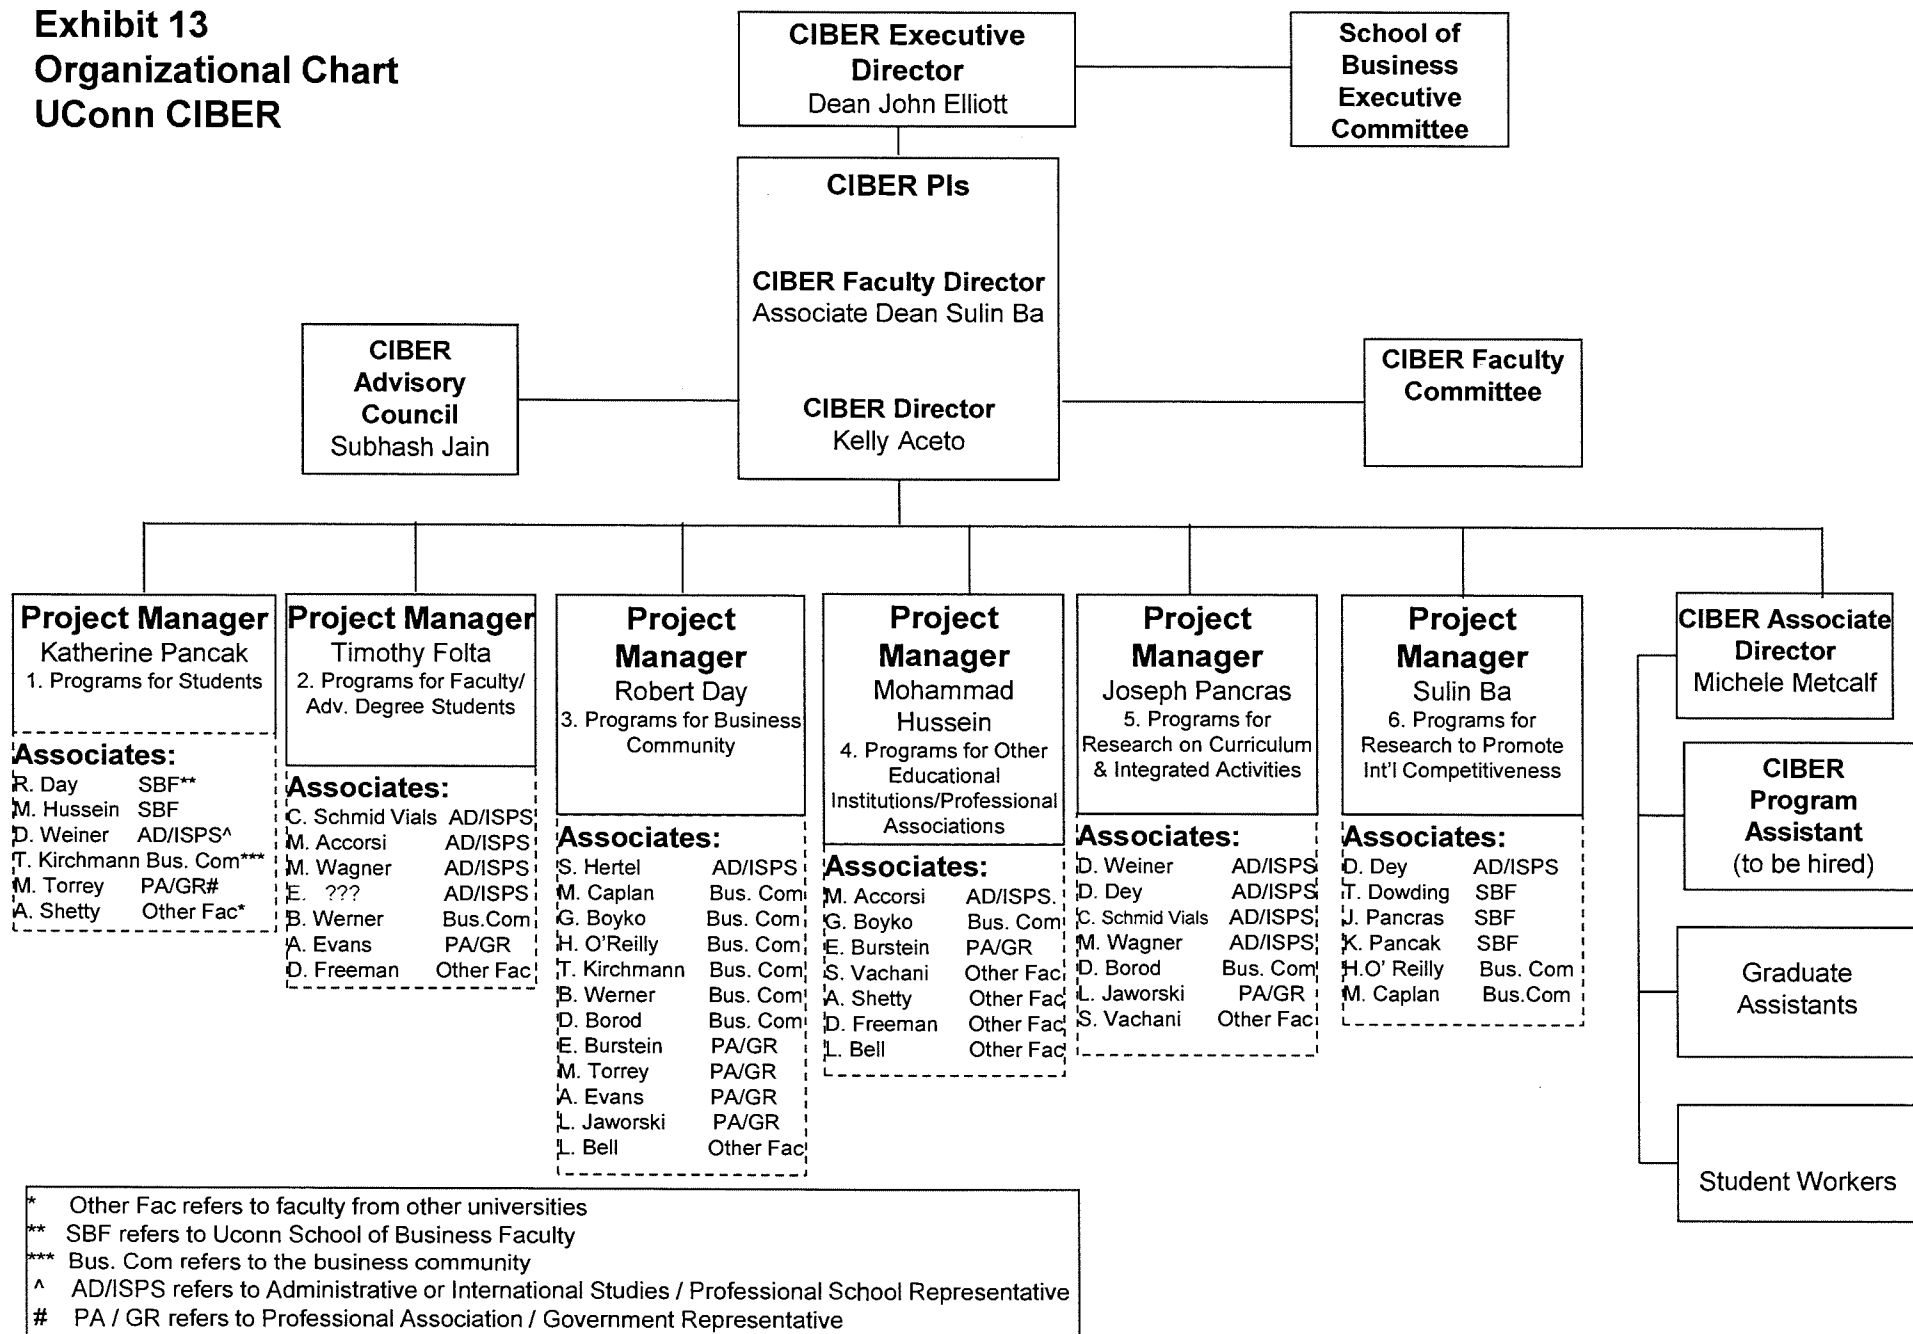 Exhibit 13
Organizational Chart
UConn CIBER
CIBER Executive
Director
Dean John Elliott
School of
Business
Executive
Committee
CIBER PIs
CIBER Faculty Director
Associate Dean Sulin Ba
CIBER Director
Kelly Aceto
CIBER
Advisory
Council
Subhash Jain
CIBER Faculty
Committee
Project Manager
Katherine Pancak
1. Programs for Students
Associates:
R. Day SBF**
M. Hussein SBF
D. Weiner AD/ISPS^
T. Kirchmann Bus. Com***
M. Torrey PA/GR#
A. Shetty Other Fac*
Project Manager
Timothy Folta
2. Programs for Faculty/
Adv. Degree Students
Associates:
C. Schmid Vials AD/ISPS
M. Accorsi AD/ISPS
M. Wagner AD/ISPS
E. ??? AD/ISPS
B. Werner Bus.Com
A. Evans PA/GR
D. Freeman Other Fac
Project
Manager
Robert Day
3. Programs for Business
Community
Associates:
S. Hertel AD/ISPS
M. Caplan Bus. Com
G. Boyko Bus. Com
H. O'Reilly Bus. Com
T. Kirchmann Bus. Com
B. Werner Bus. Com
D. Borod Bus. Com
E. Burstein PA/GR
M. Torrey PA/GR
A. Evans PA/GR
L. Jaworski PA/GR
L. Bell Other Fac
Project
Manager
Mohammad
Hussein
4. Programs for Other
Educational
Institutions/Professional
Associations
Associates:
M. Accorsi AD/ISPS.
G. Boyko Bus. Com
E. Burstein PA/GR
S. Vachani Other Fac
A. Shetty Other Fac
D. Freeman Other Fac
L. Bell Other Fac
Project
Manager
Joseph Pancras
5. Programs for
Research on Curriculum
& Integrated Activities
Associates:
D. Weiner AD/ISPS
D. Dey AD/ISPS
C. Schmid Vials AD/ISPS
M. Wagner AD/ISPS
D. Borod Bus. Com
L. Jaworski PA/GR
S. Vachani Other Fac
Project
Manager
Sulin Ba
6. Programs for
Research to Promote
Int'l Competitiveness
Associates:
D. Dey AD/ISPS
T. Dowding SBF
J. Pancras SBF
K. Pancak SBF
H.O' Reilly Bus. Com
M. Caplan Bus.Com
CIBER Associate
Director
Michele Metcalf
CIBER
Program
Assistant
(to be hired)
Graduate
Assistants
Student Workers
* Other Fac refers to faculty from other universities
** SBF refers to Uconn School of Business Faculty
*** Bus. Com refers to the business community
^ AD/ISPS refers to Administrative or International Studies / Professional School Representative
# PA / GR refers to Professional Association / Government Representative